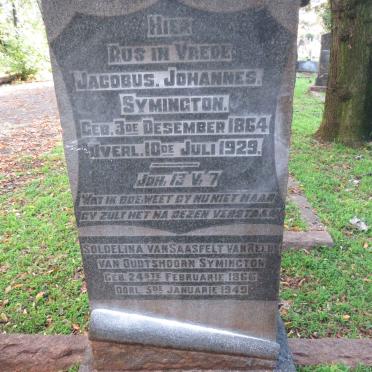 HIER
RUS IN VREDE
JACOBUS. JOHANNES.
SYMINGTON.
GEB. 3DE DESEMBER 1864
OVERL. 10DE JULI 1929.
JOH. 13 V. 7
WAT IK DOE, WEET GY NU NIET MAAR
GY ZULT HET NA DEZEN VERSTAAN
SOLDELINA VAN SAASFELT VAN REEDE
VAN OUDTSHOORN SYMINGTON
GEB 24STE FEBRUARIE 1866
OORL. 5DE JANUARIE 1949